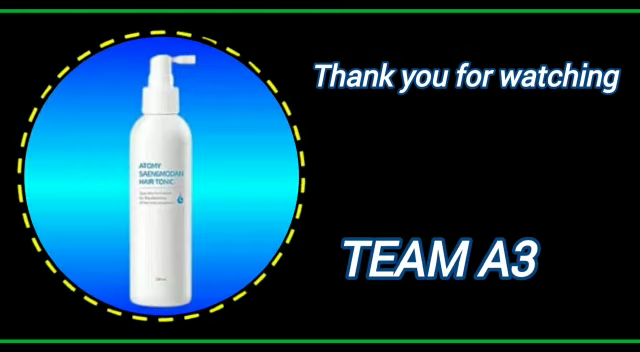 Thank you for watching
ATOMY
SAENGMODAN
HAIR TONIC
TEAM A3